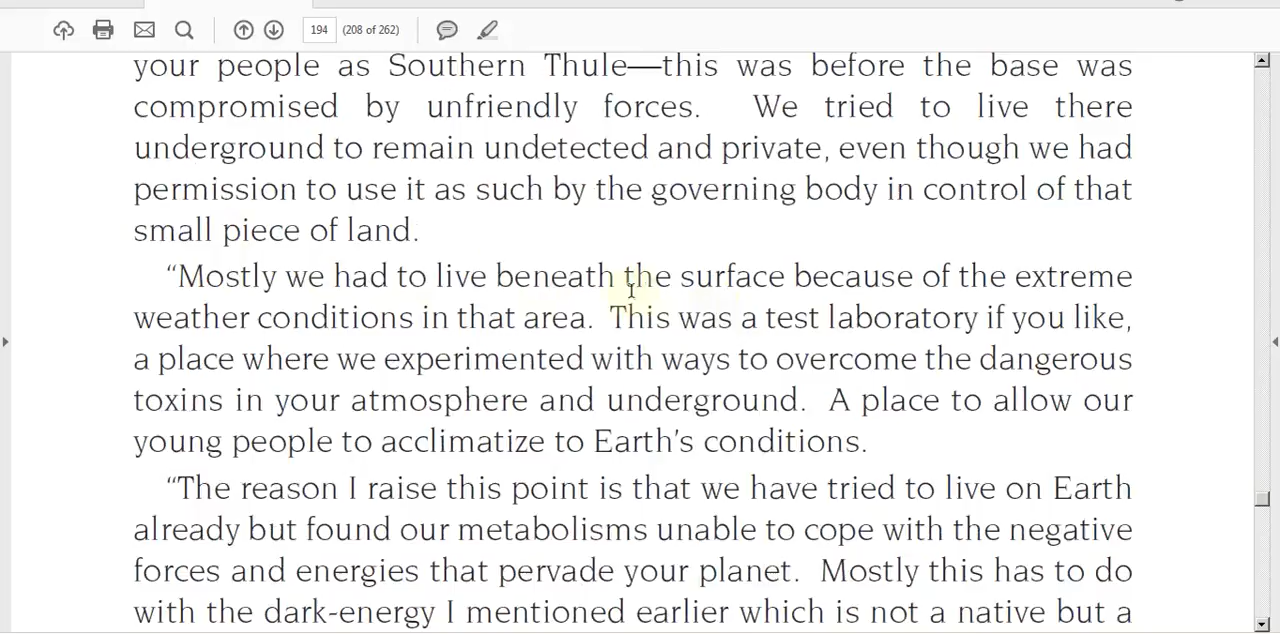 194 (208 of 262)
your people as Southern Thule—this was before the base was
compromised by unfriendly forces. We tried to live there
underground to remain undetected and private, even though we had
permission to use it as such by the governing body in control of that
small piece of land.
“Mostly we had to live beneath the surface because of the extreme
weather conditions in that area. This was a test laboratory if you like,
a place where we experimented with ways to overcome the dangerous
toxins in your atmosphere and underground. A place to allow our
young people to acclimatize to Earth’s conditions.
“The reason I raise this point is that we have tried to live on Earth
already but found our metabolisms unable to cope with the negative
forces and energies that pervade your planet. Mostly this has to do
with the dark-energy I mentioned earlier which is not a native but a